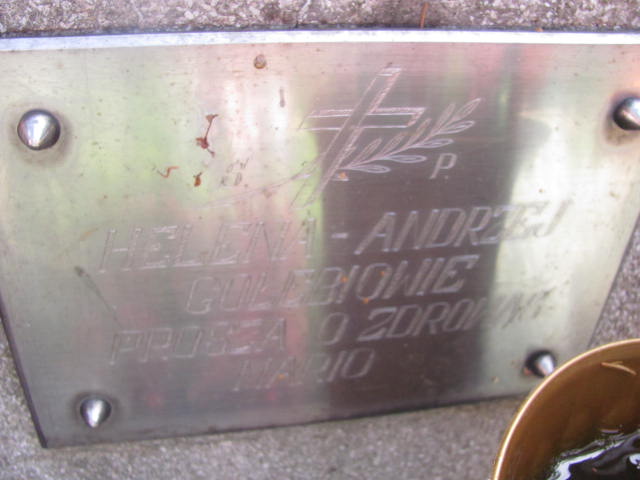 Ś P.
HELENA - ANDRZEJ
GOŁĘBIOWIE
PROSZĄ O ZDROWAŚ
MARIO